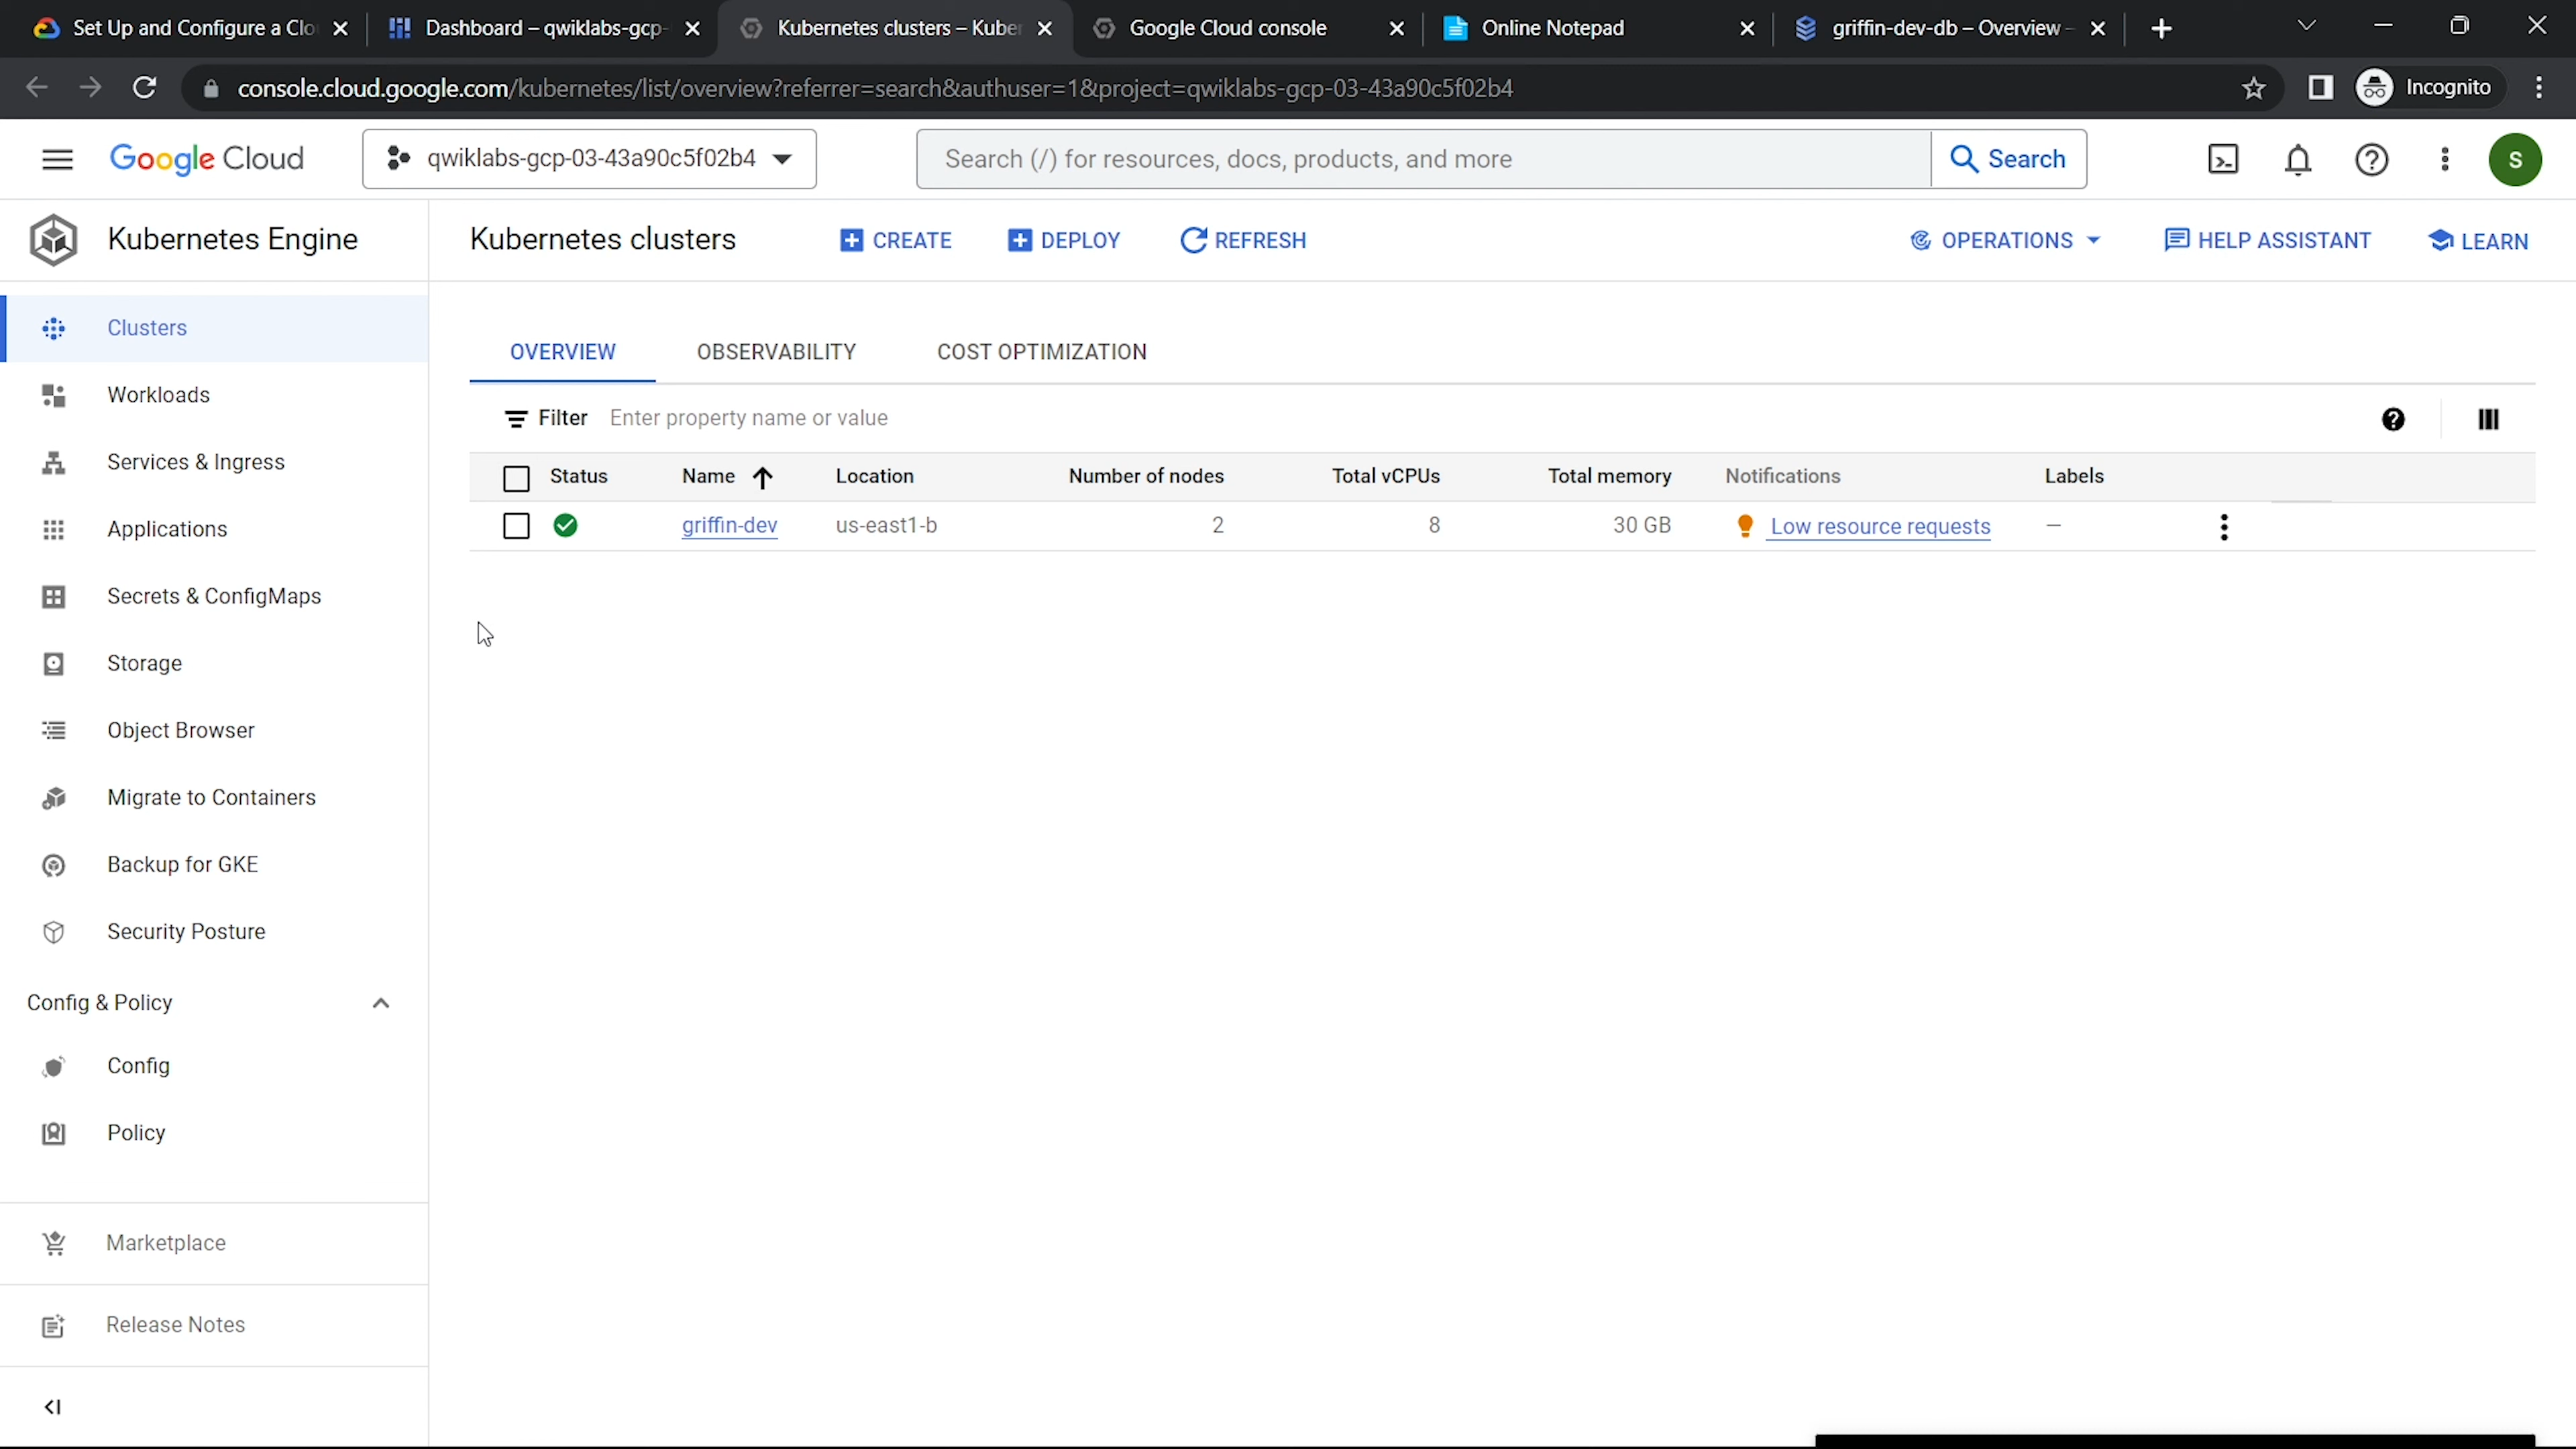 Set Up and Configure a Clo
Dashboard – qwiklabs-gcp-
Kubernetes clusters – Kuber
Google Cloud console
Online Notepad
griffin-dev-db – Overview –
console.cloud.google.com/kubernetes/list/overview?referrer=search&authuser=1&project=qwiklabs-gcp-03-43a90c5f02b4
Incognito
Google Cloud
qwiklabs-gcp-03-43a90c5f02b4
Search (/) for resources, docs, products, and more
Search
S
Kubernetes Engine
Kubernetes clusters
CREATE
DEPLOY
REFRESH
OPERATIONS
HELP ASSISTANT
LEARN
Clusters
Workloads
Services & Ingress
Applications
Secrets & ConfigMaps
Storage
Object Browser
Migrate to Containers
Backup for GKE
Security Posture
Config & Policy
Config
Policy
Marketplace
Release Notes
OVERVIEW
OBSERVABILITY
COST OPTIMIZATION
Filter Enter property name or value
Status Name Location Number of nodes Total vCPUs Total memory Notifications Labels
griffin-dev us-east1-b 2 8 30 GB Low resource requests –